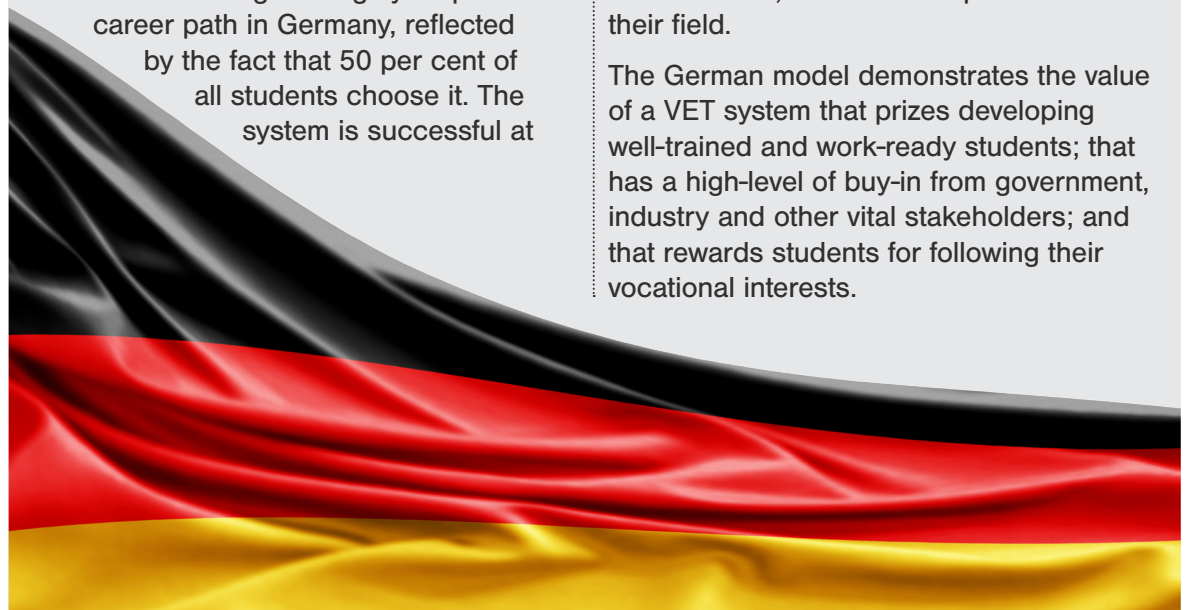 career path in Germany, reflected
by the fact that 50 per cent of
all students choose it. The
system is successful at
their field.
The German model demonstrates the value
of a VET system that prizes developing
well-trained and work-ready students; that
has a high-level of buy-in from government,
industry and other vital stakeholders; and
that rewards students for following their
vocational interests.